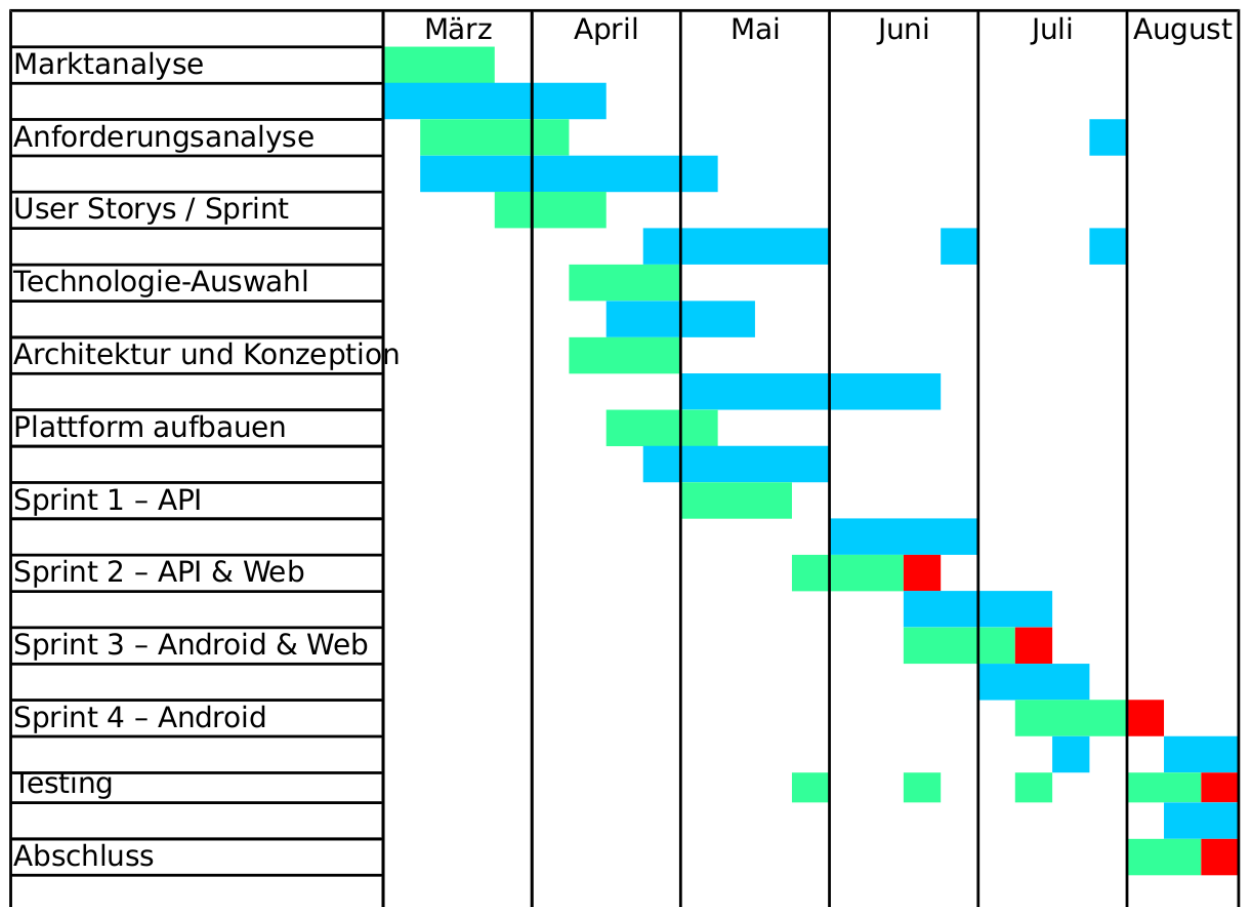 März April Mai Juni Juli August
Marktanalyse
Anforderungsanalyse
User Storys / Sprint
Technologie-Auswahl
Architektur und Konzeption
Plattform aufbauen
Sprint 1 – API
Sprint 2 – API & Web
Sprint 3 – Android & Web
Sprint 4 – Android
Testing
Abschluss